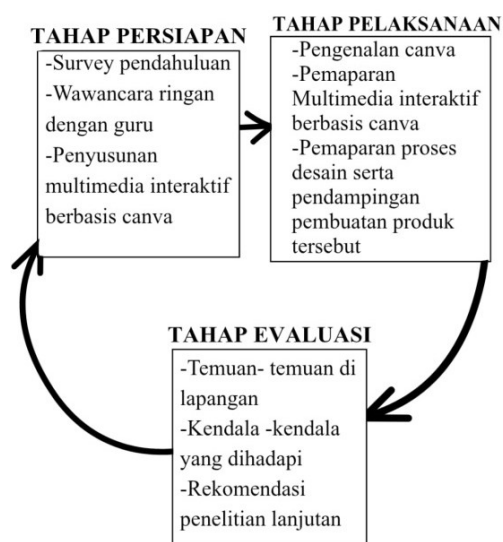 TAHAP PERSIAPAN
-Survey pendahuluan
-Wawancara ringan
dengan guru
-Penyusunan
multimedia interaktif
berbasis canva
TAHAP PELAKSANAAN
-Pengenalan canva
-Pemaparan
Multimedia interaktif
berbasis canva
-Pemaparan proses
desain serta
pendampingan
pembuatan produk
tersebut
TAHAP EVALUASI
-Temuan- temuan di
lapangan
-Kendala -kendala
yang dihadapi
-Rekomendasi
penelitian lanjutan